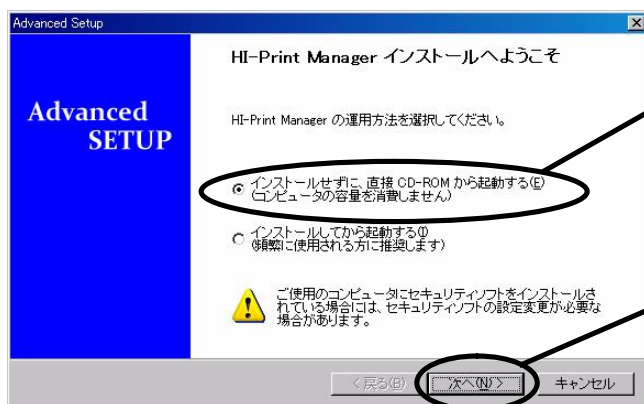 Advanced Setup
HI-Print Manager インストールへようこそ
Advanced
SETUP
HI-Print Manager の運用方法を選択してください。
インストールせずに、直接 CD-ROM から起動する(E)
(コンピュータの容量を消費しません)
インストールしてから起動する(I)
(頻繁に使用される方に推奨します)
ご使用のコンピュータにセキュリティソフトをインストールさ
れている場合には、セキュリティソフトの設定変更が必要な
場合があります。
< 戻る(B)
次へ(N) >
キャンセル